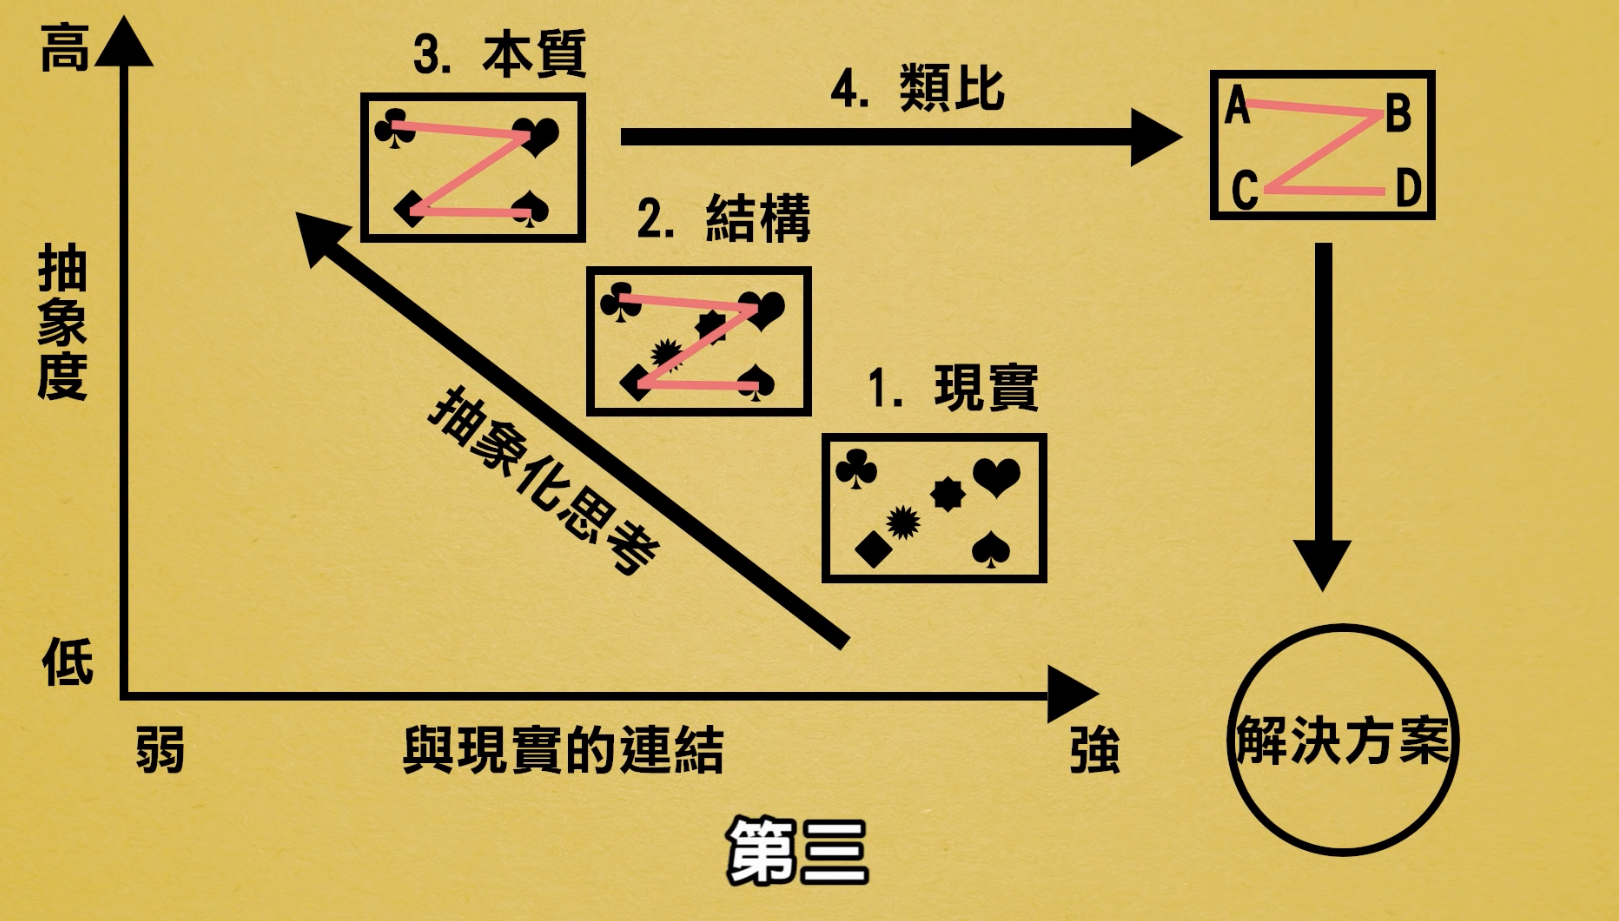 高
3. 本質
4. 類比
A
B
C
D
2. 結構
抽象度
1. 現實
抽象化思考
低
弱
與現實的連結
強
解決方案
第三